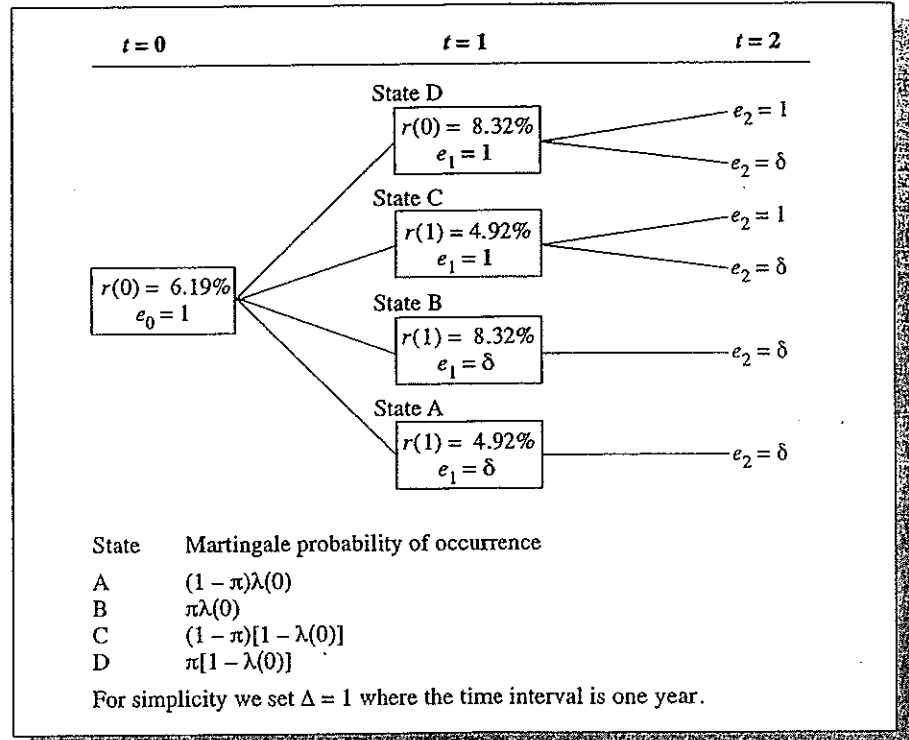 t = 0 t = 1 t = 2
State D
r(0) = 8.32%
e₁ = 1
e₂ = 1
e₂ = δ
State C
r(1) = 4.92%
e₁ = 1
e₂ = 1
e₂ = δ
r(0) = 6.19%
e₀ = 1
State B
r(1) = 8.32%
e₁ = δ
e₂ = δ
State A
r(1) = 4.92%
e₁ = δ
e₂ = δ
State Martingale probability of occurrence
A (1 − π)λ(0)
B πλ(0)
C (1 − π)[1 − λ(0)]
D π[1 − λ(0)]
For simplicity we set Δ = 1 where the time interval is one year.